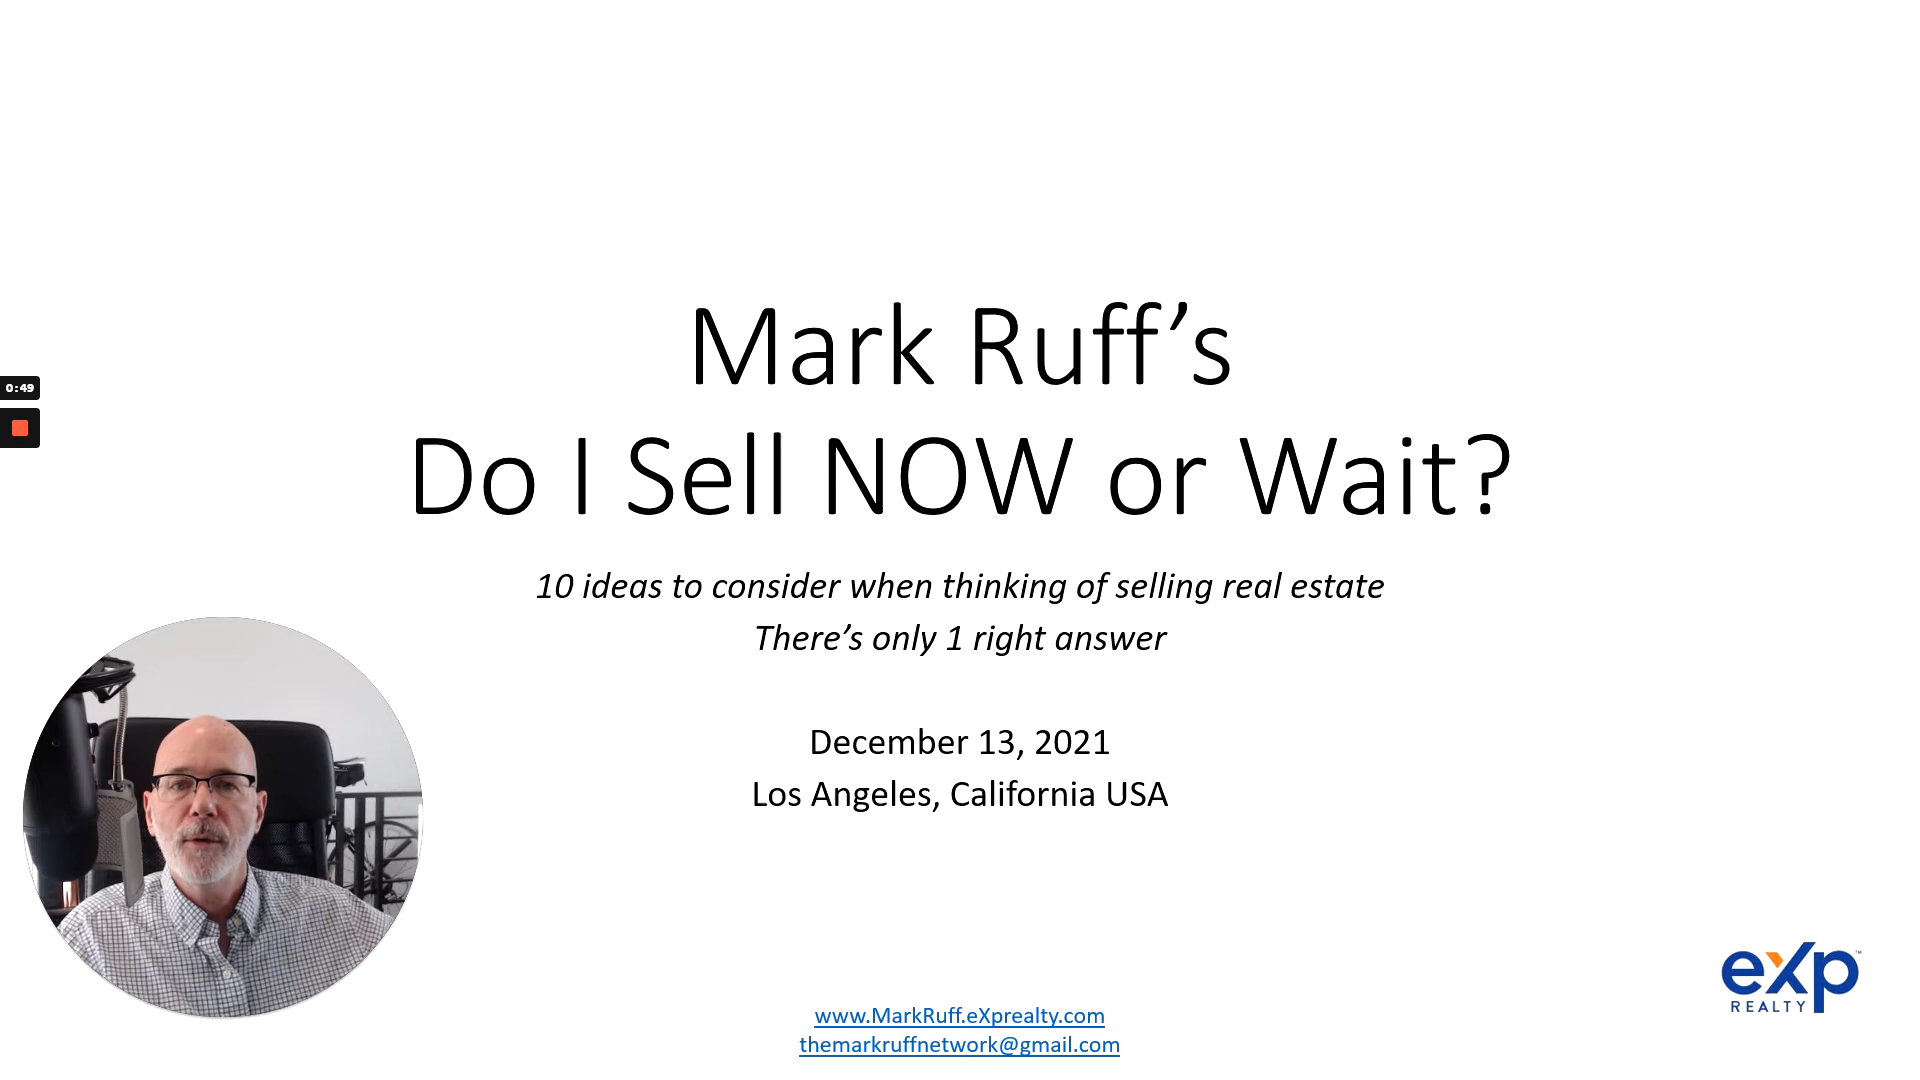 Mark Ruff’s
Do I Sell NOW or Wait?
10 ideas to consider when thinking of selling real estate
There’s only 1 right answer
0:49
December 13, 2021
Los Angeles, California USA
www.MarkRuff.eXprealty.com
themarkruffnetwork@gmail.com
eXp™
REALTY